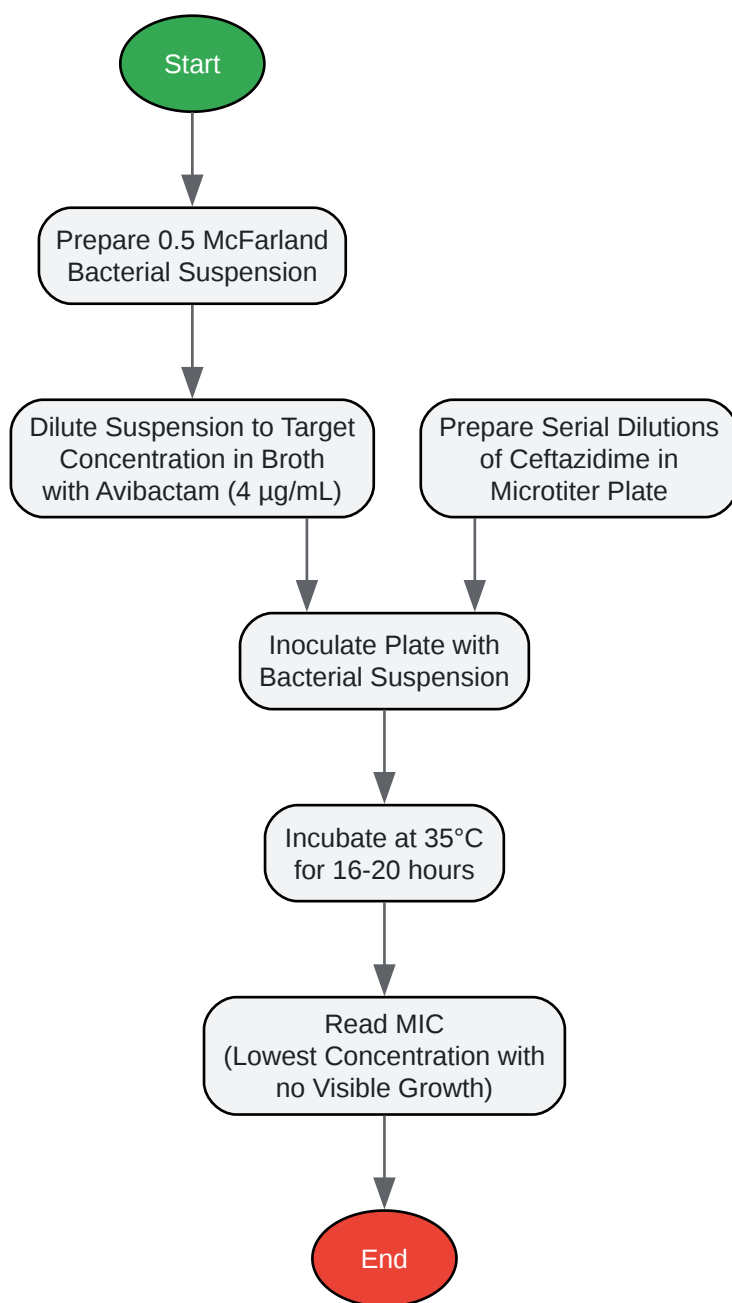 Start
Prepare 0.5 McFarland
Bacterial Suspension
Dilute Suspension to Target
Concentration in Broth
with Avibactam (4 µg/mL)
Prepare Serial Dilutions
of Ceftazidime in
Microtiter Plate
Inoculate Plate with
Bacterial Suspension
Incubate at 35°C
for 16-20 hours
Read MIC
(Lowest Concentration with
no Visible Growth)
End